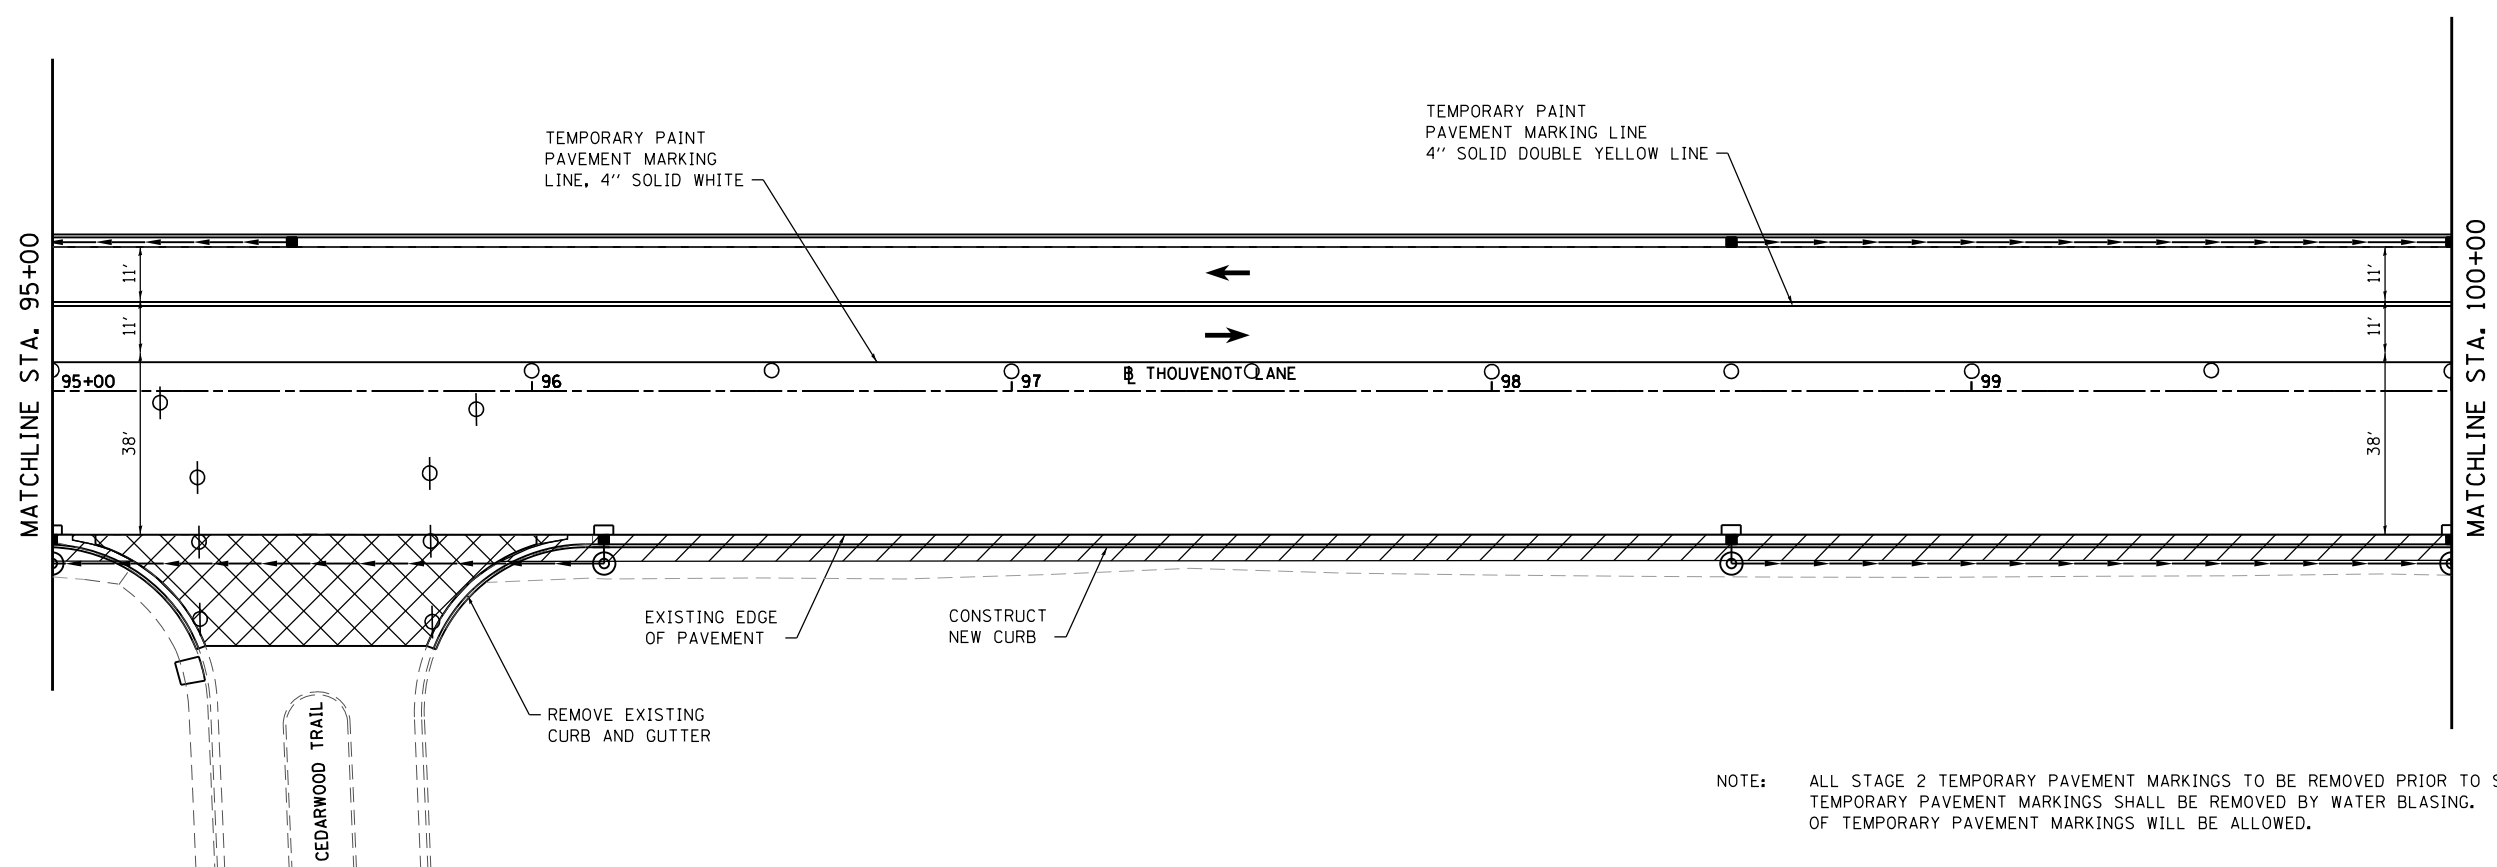 TEMPORARY PAINT
PAVEMENT MARKING LINE
4'' SOLID DOUBLE YELLOW LINE
TEMPORARY PAINT
PAVEMENT MARKING
LINE, 4'' SOLID WHITE
MATCHLINE STA. 95+00
MATCHLINE STA. 100+00
11'
11'
11'
11'
38'
38'
95+00
96
97
BL THOUVENOT LANE
98
99
EXISTING EDGE
OF PAVEMENT
CONSTRUCT
NEW CURB
REMOVE EXISTING
CURB AND GUTTER
CEDARWOOD TRAIL
NOTE: ALL STAGE 2 TEMPORARY PAVEMENT MARKINGS TO BE REMOVED PRIOR TO
TEMPORARY PAVEMENT MARKINGS SHALL BE REMOVED BY WATER BLASING.
OF TEMPORARY PAVEMENT MARKINGS WILL BE ALLOWED.